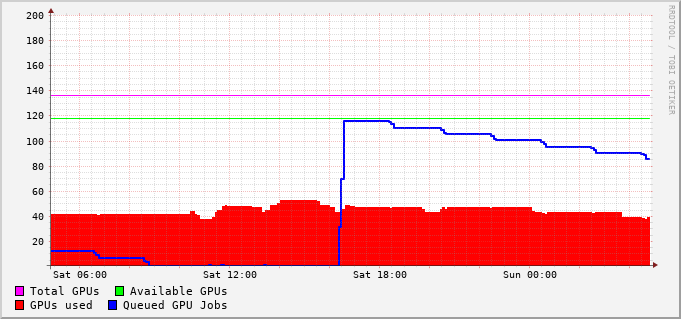 RRDTOOL / TOBI OETIKER
200
180
160
140
120
100
80
60
40
20
Sat 06:00 Sat 12:00 Sat 18:00 Sun 00:00
Total GPUs Available GPUs
GPUs used Queued GPU Jobs